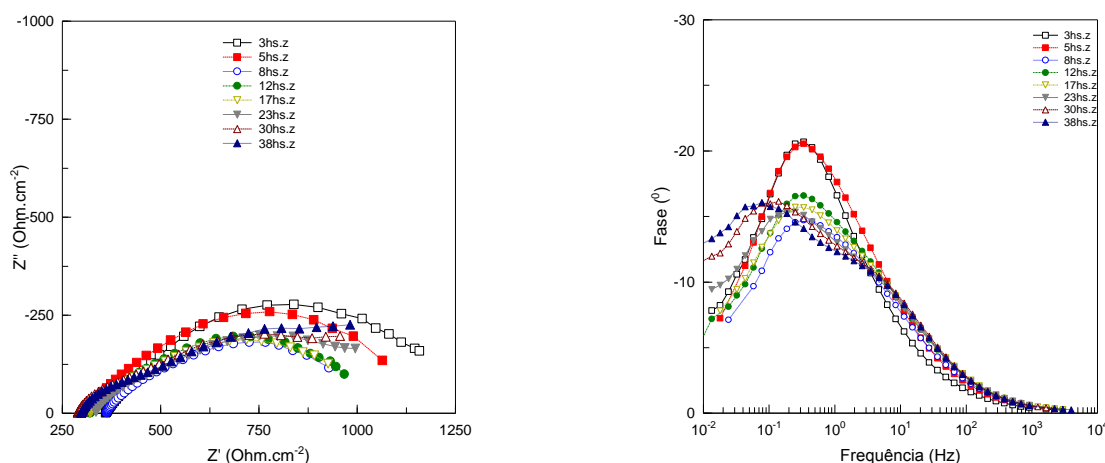 -1000
-750
-500
-250
0
Z'' (Ohm.cm⁻²)
3hs.z
5hs.z
8hs.z
12hs.z
17hs.z
23hs.z
30hs.z
38hs.z
250 500 750 1000 1250
Z' (Ohm.cm⁻²)
-30
-20
-10
0
Fase (⁰)
3hs.z
5hs.z
8hs.z
12hs.z
17hs.z
23hs.z
30hs.z
38hs.z
10⁻² 10⁻¹ 10⁰ 10¹ 10² 10³ 10⁴
Frequência (Hz)